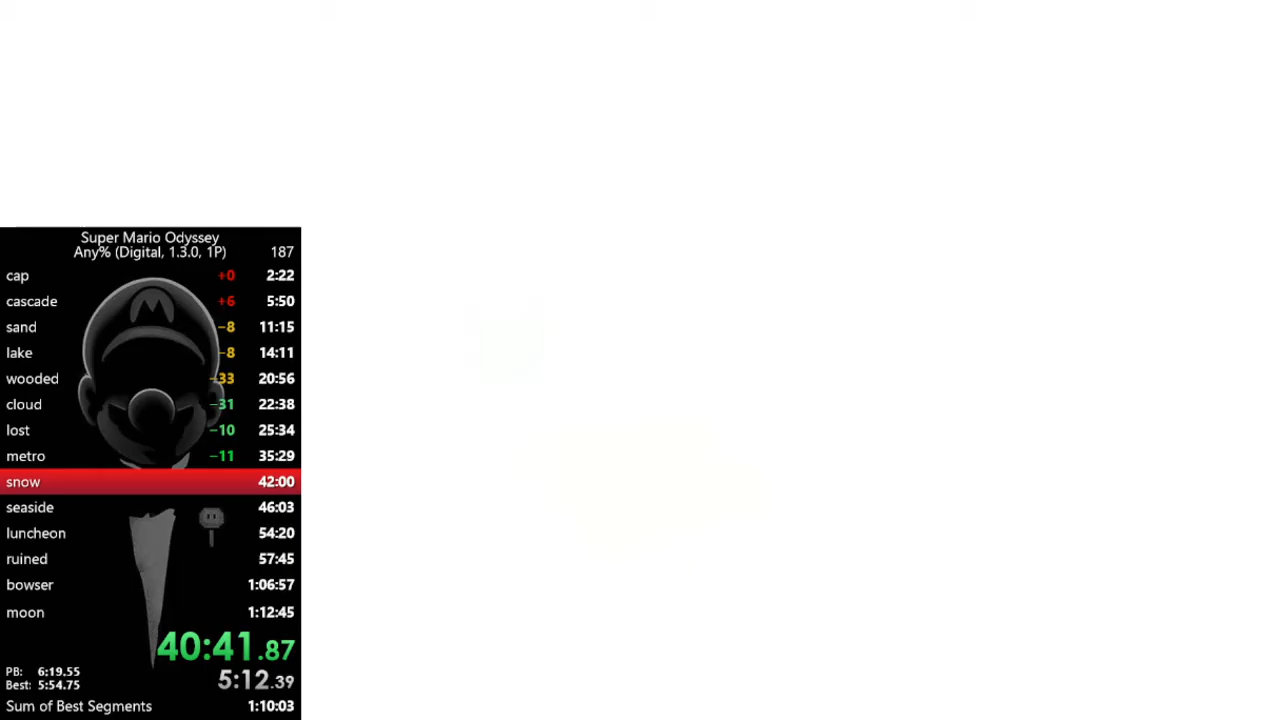 Super Mario Odyssey
Any% (Digital, 1.3.0, 1P) 187
cap +0 2:22
cascade +6 5:50
sand −8 11:15
lake −8 14:11
wooded −33 20:56
cloud −31 22:38
lost −10 25:34
metro −11 35:29
snow 42:00
seaside 46:03
luncheon 54:20
ruined 57:45
bowser 1:06:57
moon 1:12:45
40:41.87
PB: 6:19.55
Best: 5:54.75
5:12.39
Sum of Best Segments 1:10:03